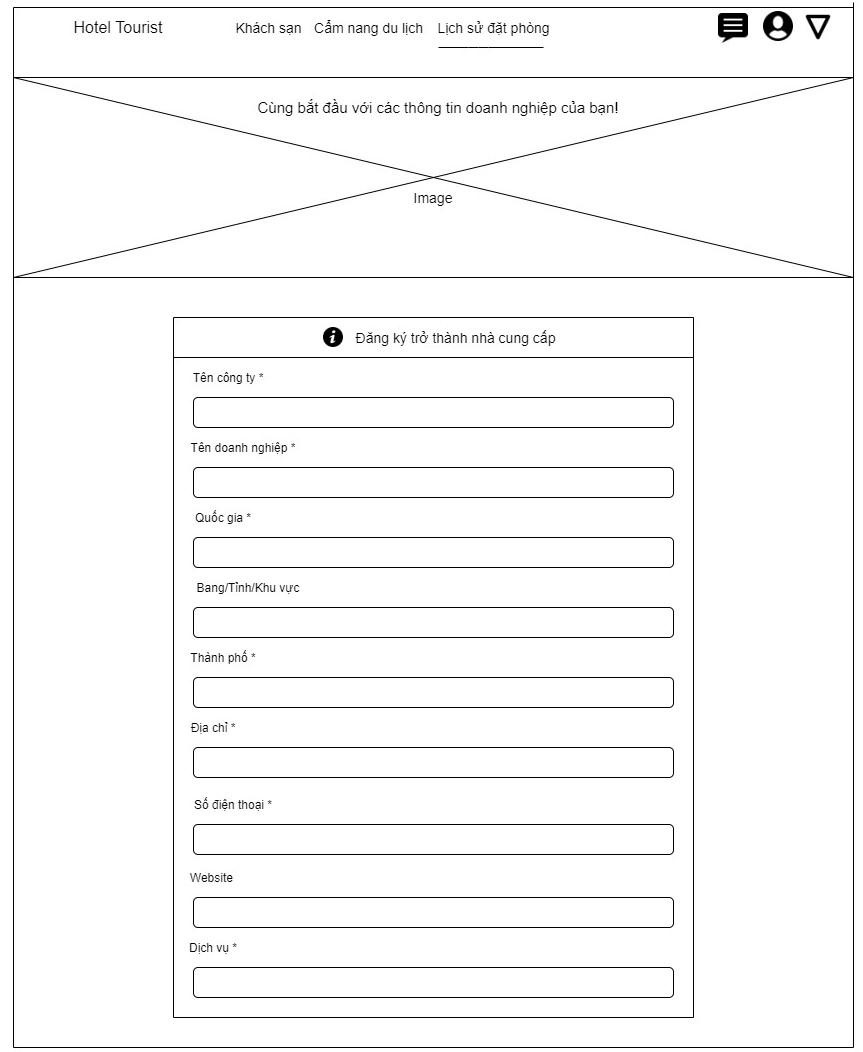 Hotel Tourist
Khách sạn Cẩm nang du lịch Lịch sử đặt phòng
Cùng bắt đầu với các thông tin doanh nghiệp của bạn!
Image
Đăng ký trở thành nhà cung cấp
Tên công ty *
Tên doanh nghiệp *
Quốc gia *
Bang/Tỉnh/Khu vực
Thành phố *
Địa chỉ *
Số điện thoại *
Website
Dịch vụ *